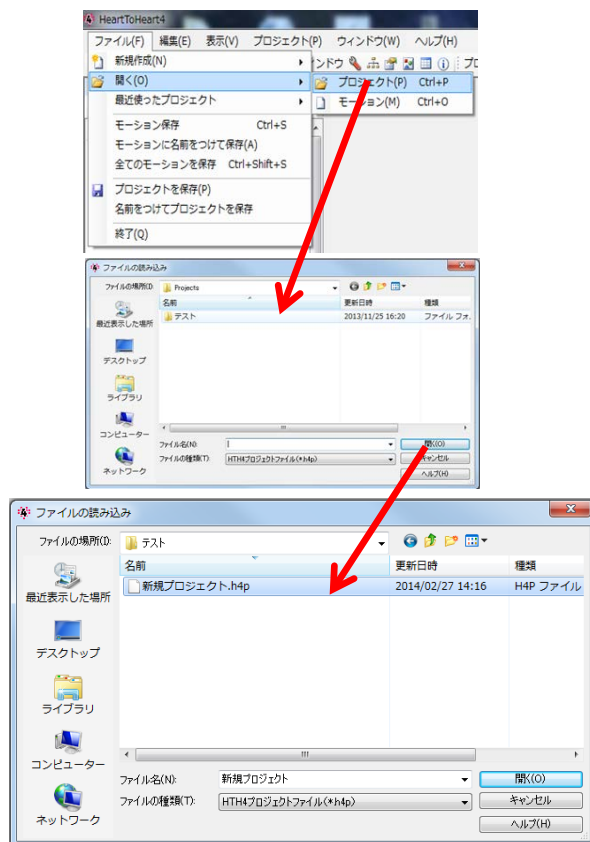 HeartToHeart4
ファイル(F) 編集(E) 表示(V) プロジェクト(P) ウィンドウ(W) ヘルプ(H)
新規作成(N)
ンドウ
プロ
開く(O)
プロジェクト(P) Ctrl+P
最近使ったプロジェクト
モーション(M) Ctrl+O
モーション保存 Ctrl+S
モーションに名前をつけて保存(A)
全てのモーションを保存 Ctrl+Shift+S
プロジェクトを保存(P)
名前をつけてプロジェクトを保存
終了(Q)
ファイルの読み込み
ファイルの場所(I): Projects
名前 更新日時 種類
テスト 2013/11/25 16:20 ファイル フォ.
最近表示した場所
デスクトップ
ライブラリ
コンピューター
ネットワーク
ファイル名(N):
開く(O)
ファイルの種類(T): HTH4プロジェクトファイル(*.h4p)
キャンセル
ヘルプ(H)
ファイルの読み込み
ファイルの場所(I): テスト
名前 更新日時 種類
新規プロジェクト.h4p 2014/02/27 14:16 H4P ファイル
最近表示した場所
デスクトップ
ライブラリ
コンピューター
ネットワーク
ファイル名(N): 新規プロジェクト 開く(O)
ファイルの種類(T): HTH4プロジェクトファイル(*.h4p) キャンセル
ヘルプ(H)